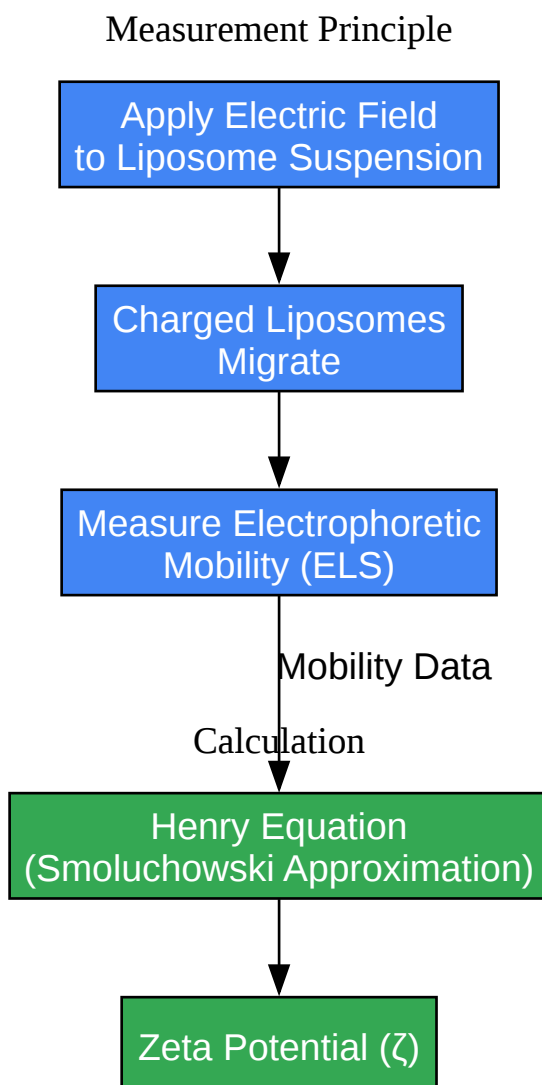 Measurement Principle
Apply Electric Field
to Liposome Suspension
Charged Liposomes
Migrate
Measure Electrophoretic
Mobility (ELS)
Mobility Data
Calculation
Henry Equation
(Smoluchowski Approximation)
Zeta Potential (ζ)